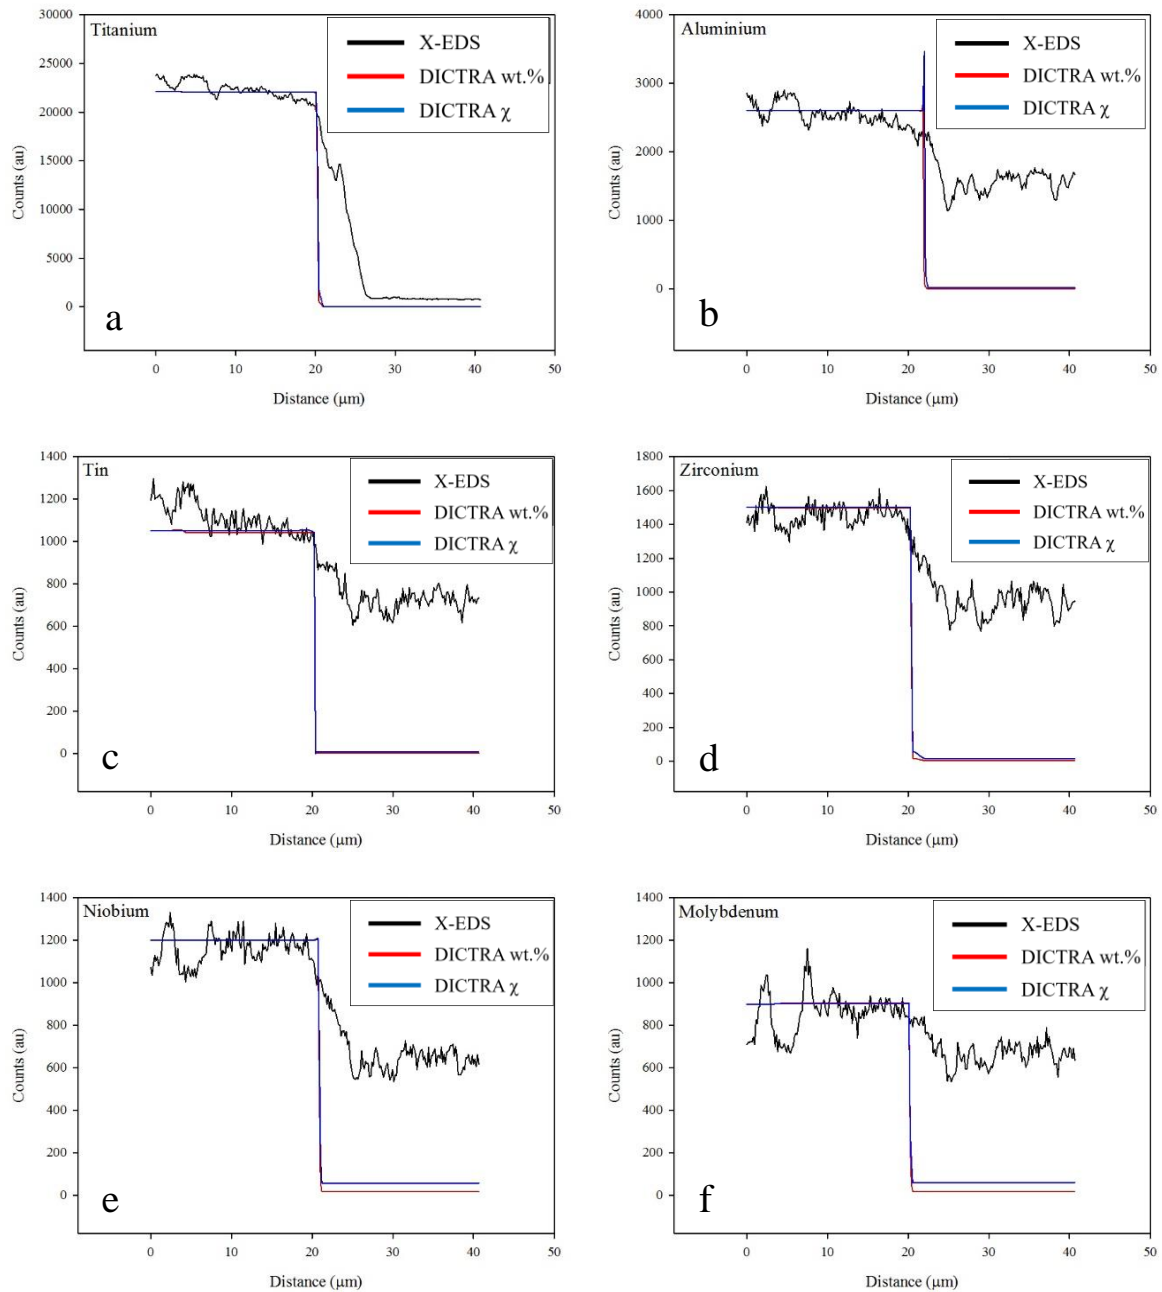 Titanium
X-EDS
DICTRA wt.%
DICTRA χ
30000
25000
20000
15000
10000
5000
0
Counts (au)
a
0 10 20 30 40 50
Distance (μm)
Aluminium
X-EDS
DICTRA wt.%
DICTRA χ
4000
3000
2000
1000
0
Counts (au)
b
0 10 20 30 40 50
Distance (μm)
Tin
X-EDS
DICTRA wt.%
DICTRA χ
1400
1200
1000
800
600
400
200
0
Counts (au)
c
0 10 20 30 40 50
Distance (μm)
Zirconium
X-EDS
DICTRA wt.%
DICTRA χ
1800
1600
1400
1200
1000
800
600
400
200
0
Counts (au)
d
0 10 20 30 40 50
Distance (μm)
Niobium
X-EDS
DICTRA wt.%
DICTRA χ
1400
1200
1000
800
600
400
200
0
Counts (au)
e
0 10 20 30 40 50
Distance (μm)
Molybdenum
X-EDS
DICTRA wt.%
DICTRA χ
1400
1200
1000
800
600
400
200
0
Counts (au)
f
0 10 20 30 40 50
Distance (μm)